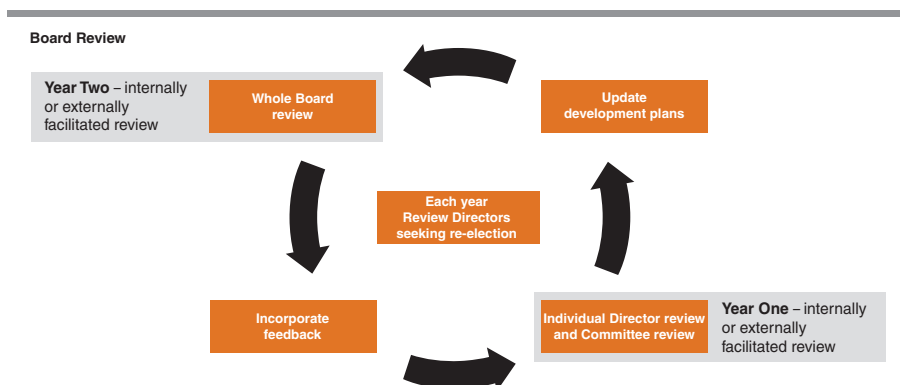 Board Review
Year Two – internally
or externally
facilitated review
Whole Board
review
Update
development plans
Each year
Review Directors
seeking re-election
Incorporate
feedback
Individual Director review
and Committee review
Year One – internally
or externally
facilitated review